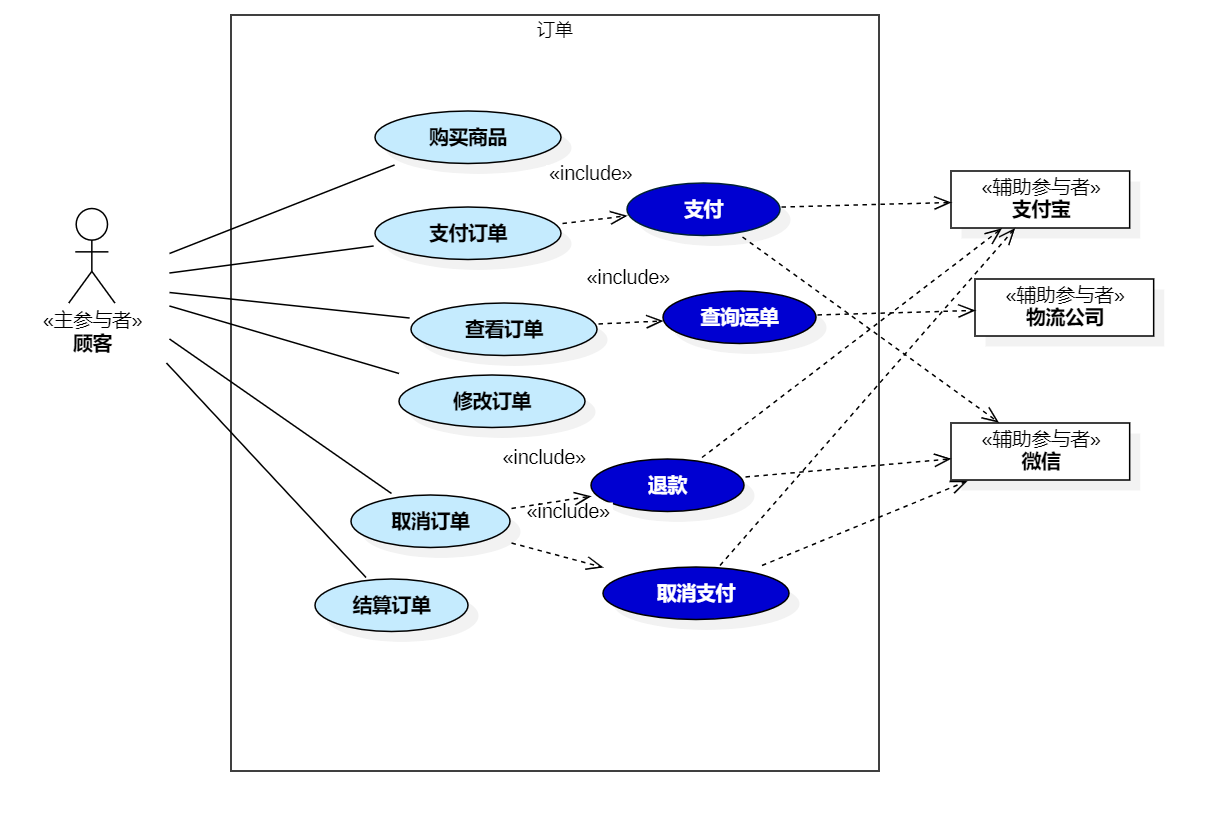 订单
购买商品
«include»
支付订单
支付
«辅助参与者»
支付宝
«主参与者»
顾客
«include»
查看订单
查询运单
«辅助参与者»
物流公司
修改订单
«include»
退款
«辅助参与者»
微信
取消订单
«include»
取消支付
结算订单